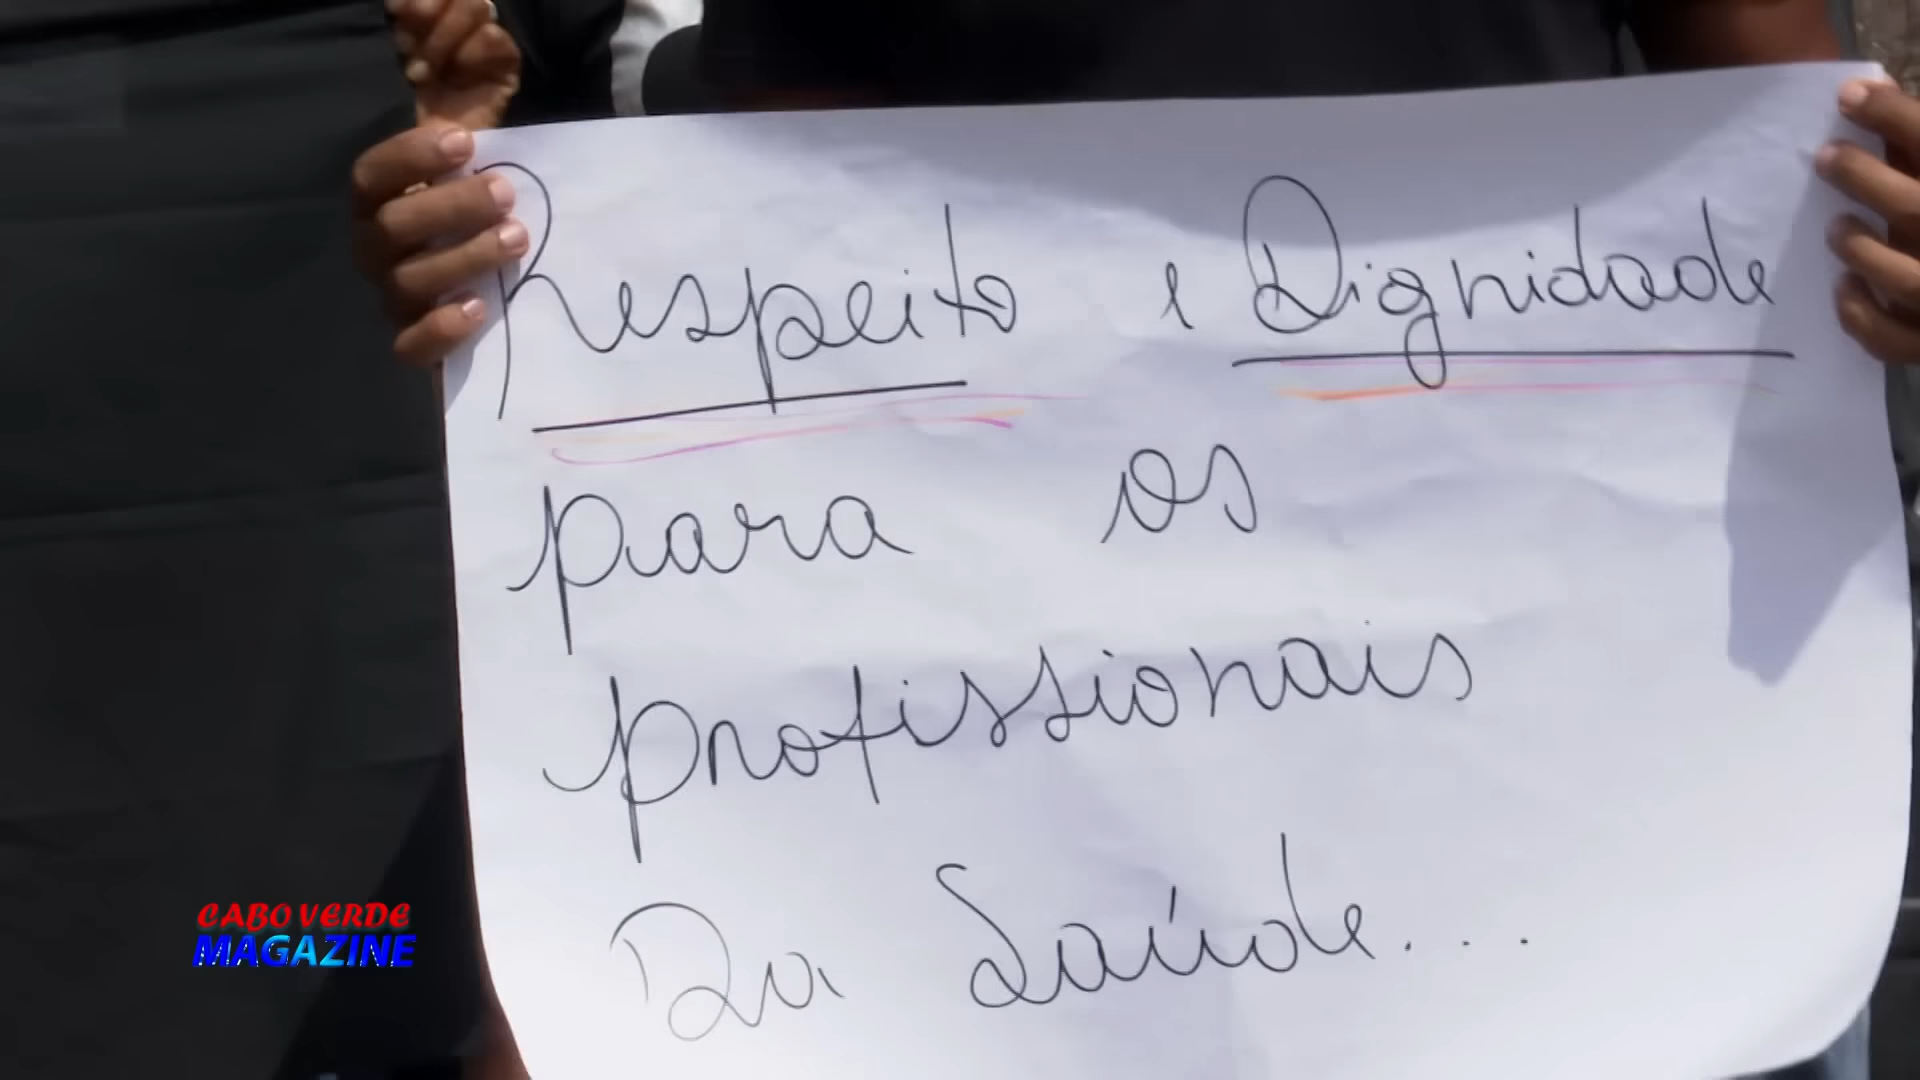 Respeito e Dignidade
para os
profissionais
Da Saúde...
CABO VERDE
MAGAZINE